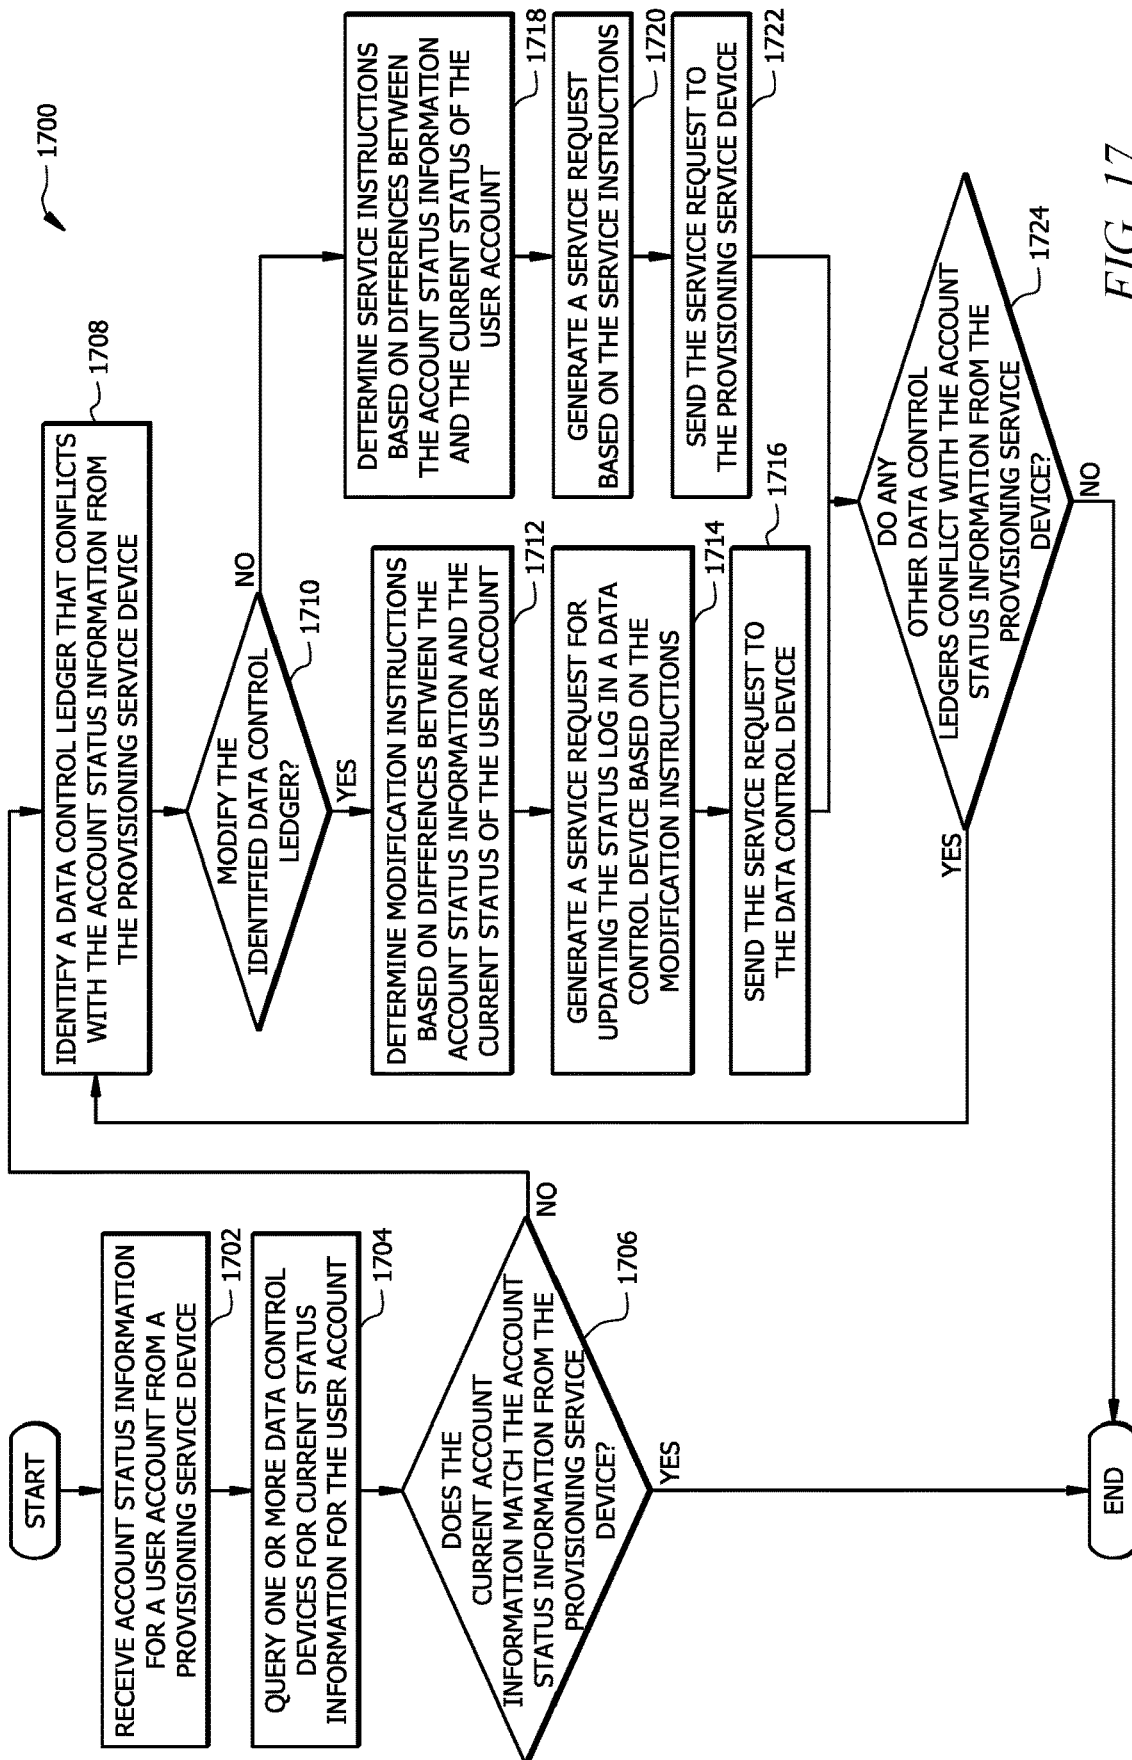 1700
START
RECEIVE ACCOUNT STATUS INFORMATION
FOR A USER ACCOUNT FROM A
PROVISIONING SERVICE DEVICE
1702
QUERY ONE OR MORE DATA CONTROL
DEVICES FOR CURRENT STATUS
INFORMATION FOR THE USER ACCOUNT
1704
DOES THE
CURRENT ACCOUNT
INFORMATION MATCH THE ACCOUNT
STATUS INFORMATION FROM THE
PROVISIONING SERVICE
DEVICE?
1706
NO
YES
IDENTIFY A DATA CONTROL LEDGER THAT CONFLICTS
WITH THE ACCOUNT STATUS INFORMATION FROM
THE PROVISIONING SERVICE DEVICE
1708
MODIFY THE
IDENTIFIED DATA CONTROL
LEDGER?
1710
NO
YES
DETERMINE MODIFICATION INSTRUCTIONS
BASED ON DIFFERENCES BETWEEN THE
ACCOUNT STATUS INFORMATION AND THE
CURRENT STATUS OF THE USER ACCOUNT
1712
GENERATE A SERVICE REQUEST FOR
UPDATING THE STATUS LOG IN A DATA
CONTROL DEVICE BASED ON THE
MODIFICATION INSTRUCTIONS
1714
SEND THE SERVICE REQUEST TO
THE DATA CONTROL DEVICE
1716
DETERMINE SERVICE INSTRUCTIONS
BASED ON DIFFERENCES BETWEEN
THE ACCOUNT STATUS INFORMATION
AND THE CURRENT STATUS OF THE
USER ACCOUNT
1718
GENERATE A SERVICE REQUEST
BASED ON THE SERVICE INSTRUCTIONS
1720
SEND THE SERVICE REQUEST TO
THE PROVISIONING SERVICE DEVICE
1722
DO ANY
OTHER DATA CONTROL
LEDGERS CONFLICT WITH THE ACCOUNT
STATUS INFORMATION FROM THE
PROVISIONING SERVICE
DEVICE?
1724
YES
NO
END
FIG. 17